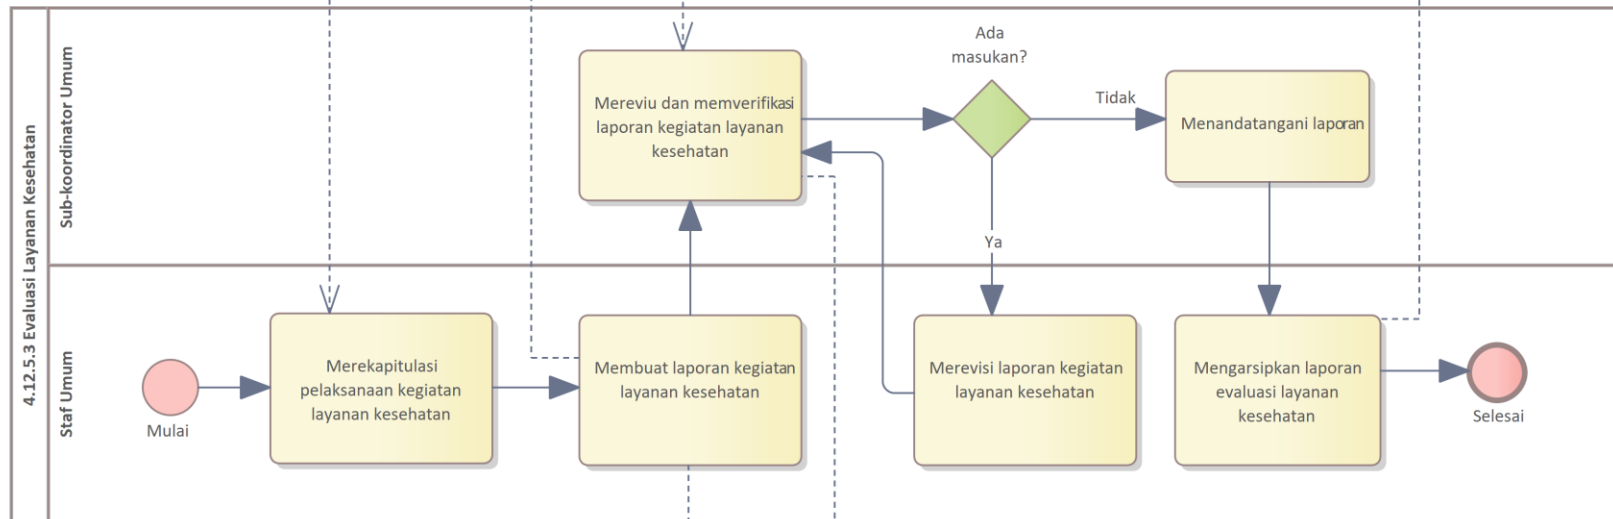 4.12.5.3 Evaluasi Layanan Kesehatan
Sub-koordinator Umum
Mereviu dan memverifikasi
laporan kegiatan layanan
kesehatan
Ada
masukan?
Tidak
Menandatangani laporan
Ya
Staf Umum
Mulai
Merekapitulasi
pelaksanaan kegiatan
layanan kesehatan
Membuat laporan kegiatan
layanan kesehatan
Merevisi laporan kegiatan
layanan kesehatan
Mengarsipkan laporan
evaluasi layanan
kesehatan
Selesai